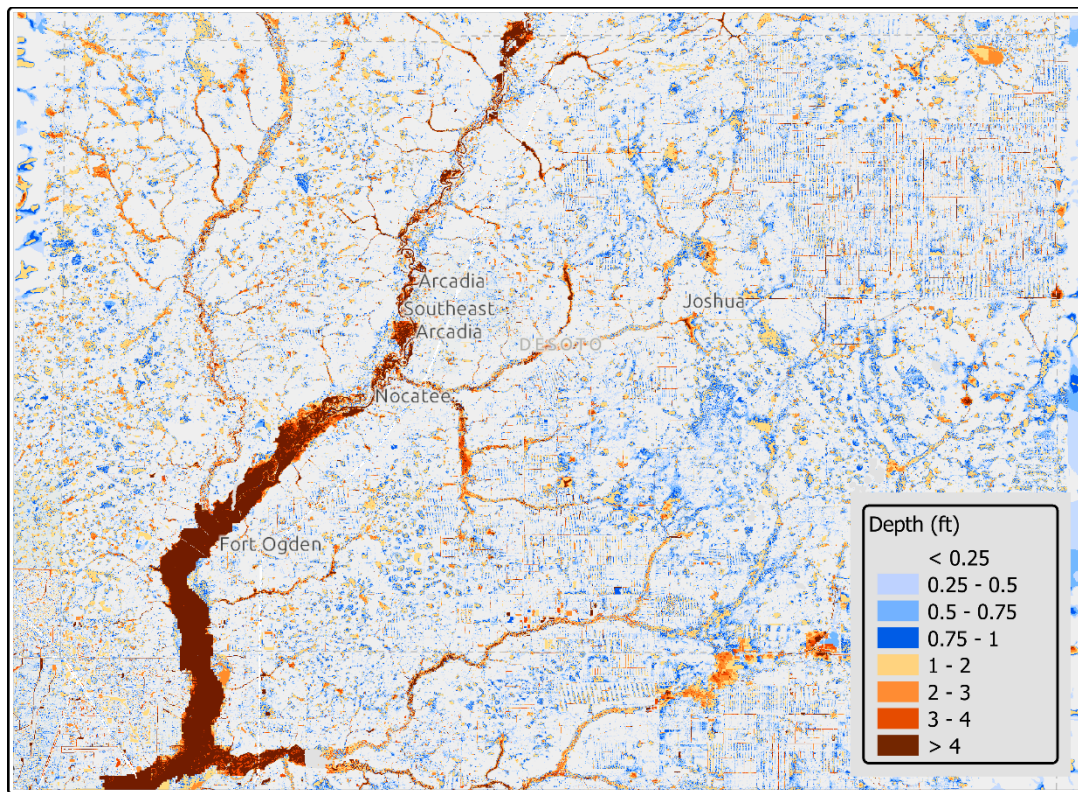 Arcadia
Southeast
Arcadia
Joshua
DESOTO
Nocatee
Fort Ogden
Depth (ft)
< 0.25
0.25 - 0.5
0.5 - 0.75
0.75 - 1
1 - 2
2 - 3
3 - 4
> 4